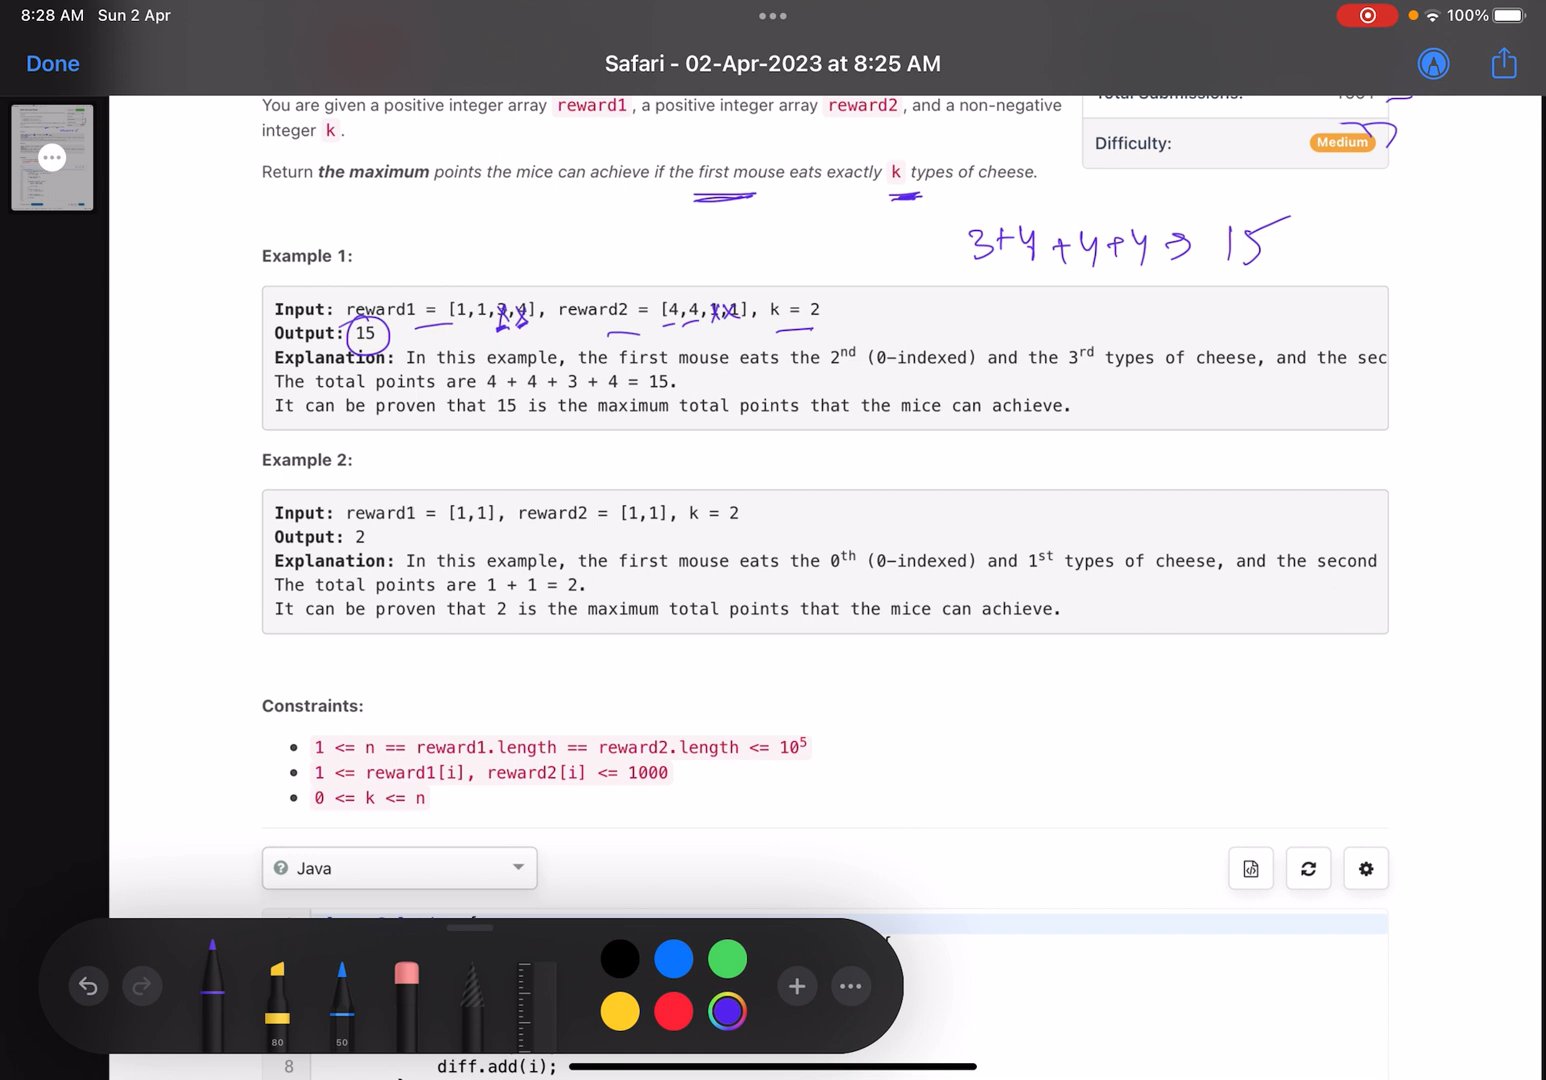 8:28 AM Sun 2 Apr
100%
Done
Safari - 02-Apr-2023 at 8:25 AM
You are given a positive integer array reward1, a positive integer array reward2, and a non-negative
integer k.
Total Submissions:
Difficulty: Medium
Return the maximum points the mice can achieve if the first mouse eats exactly k types of cheese.
3+4+4+4 ⇒ 15
Example 1:
Input: reward1 = [1,1,3,4], reward2 = [4,4,1,1], k = 2
Output: 15
Explanation: In this example, the first mouse eats the 2nd (0-indexed) and the 3rd types of cheese, and the sec
The total points are 4 + 4 + 3 + 4 = 15.
It can be proven that 15 is the maximum total points that the mice can achieve.
Example 2:
Input: reward1 = [1,1], reward2 = [1,1], k = 2
Output: 2
Explanation: In this example, the first mouse eats the 0th (0-indexed) and 1st types of cheese, and the second
The total points are 1 + 1 = 2.
It can be proven that 2 is the maximum total points that the mice can achieve.
Constraints:
1 <= n == reward1.length == reward2.length <= 10^5
1 <= reward1[i], reward2[i] <= 1000
0 <= k <= n
Java
80
50
8 diff.add(i);